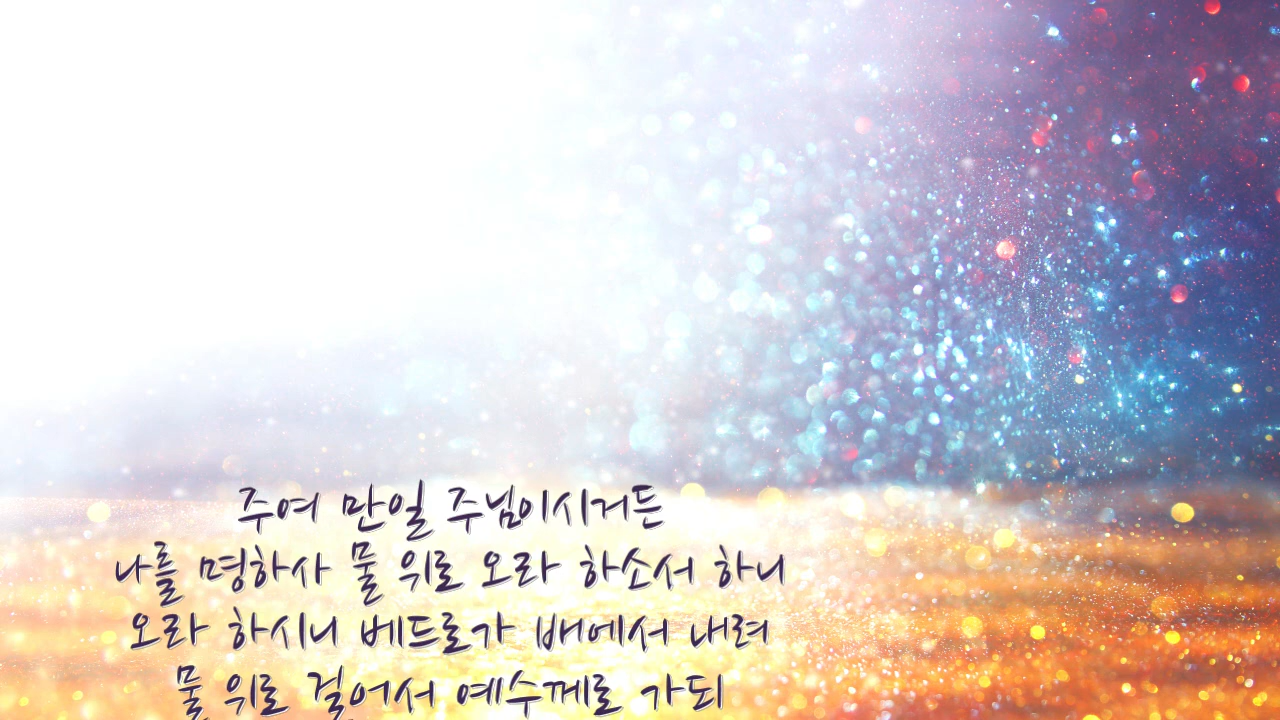 주여 만일 주님이시거든
나를 명하사 물 위로 오라 하소서 하니
오라 하시니 베드로가 배에서 내려
물 위로 걸어서 예수께로 가되